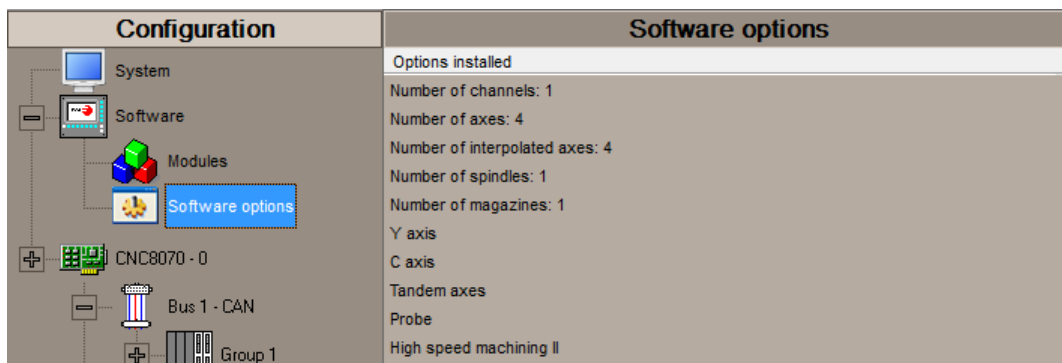 Configuration
System
Software
Modules
Software options
CNC8070 - 0
Bus 1 - CAN
Group 1
Software options
Options installed
Number of channels: 1
Number of axes: 4
Number of interpolated axes: 4
Number of spindles: 1
Number of magazines: 1
Y axis
C axis
Tandem axes
Probe
High speed machining II